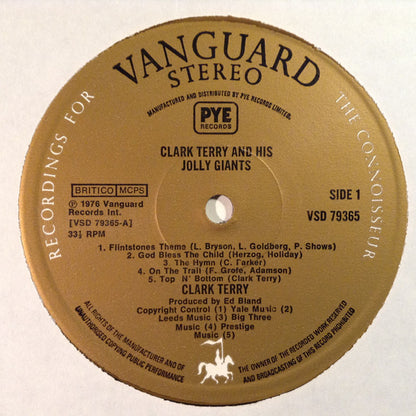 RECORDINGS FOR
THE CONNOISSEUR
VANGUARD
STEREO
MANUFACTURED AND DISTRIBUTED BY PYE RECORDS LIMITED.
PYE
RECORDS
CLARK TERRY AND HIS
JOLLY GIANTS
BRITICO MCPS
℗ 1976 Vanguard
Records Int.
[VSD 79365-A]
33⅓ RPM
SIDE 1
VSD 79365
1. Flintstones Theme (L. Bryson, L. Goldberg, P. Shows)
2. God Bless the Child (Herzog, Holiday)
3. The Hymn (C. Farker)
4. On The Trail (F. Grofe, Adamson)
5. Top N' Bottom (Clark Terry)
CLARK TERRY
Produced by Ed Bland
Copyright Control (1) Yale Music (2)
Leeds Music (3) Big Three
Music (4) Prestige
Music (5)
ALL RIGHTS OF THE MANUFACTURER AND OF THE OWNER OF THE RECORDED WORK RESERVED
UNAUTHORISED COPYING PUBLIC PERFORMANCE AND BROADCASTING OF THIS RECORD PROHIBITED